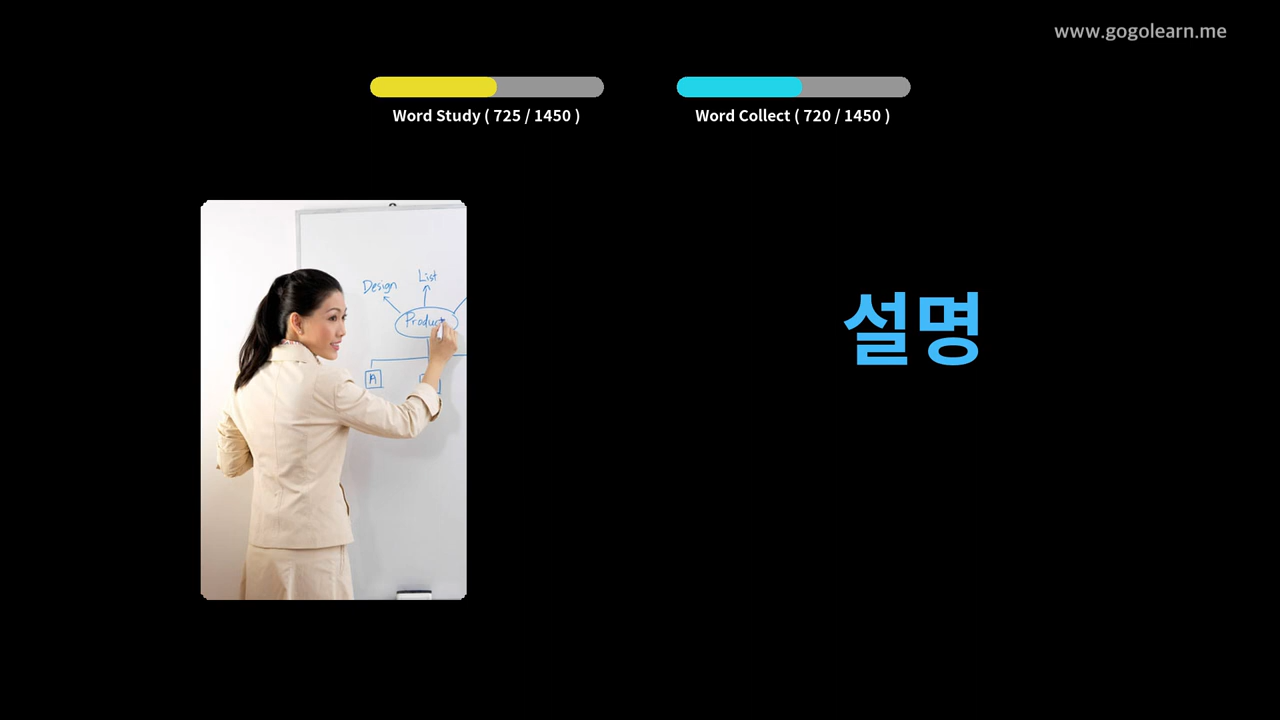 www.gogolearn.me
Word Study ( 725 / 1450 )
Word Collect ( 720 / 1450 )
설명
List
Design
Product
A